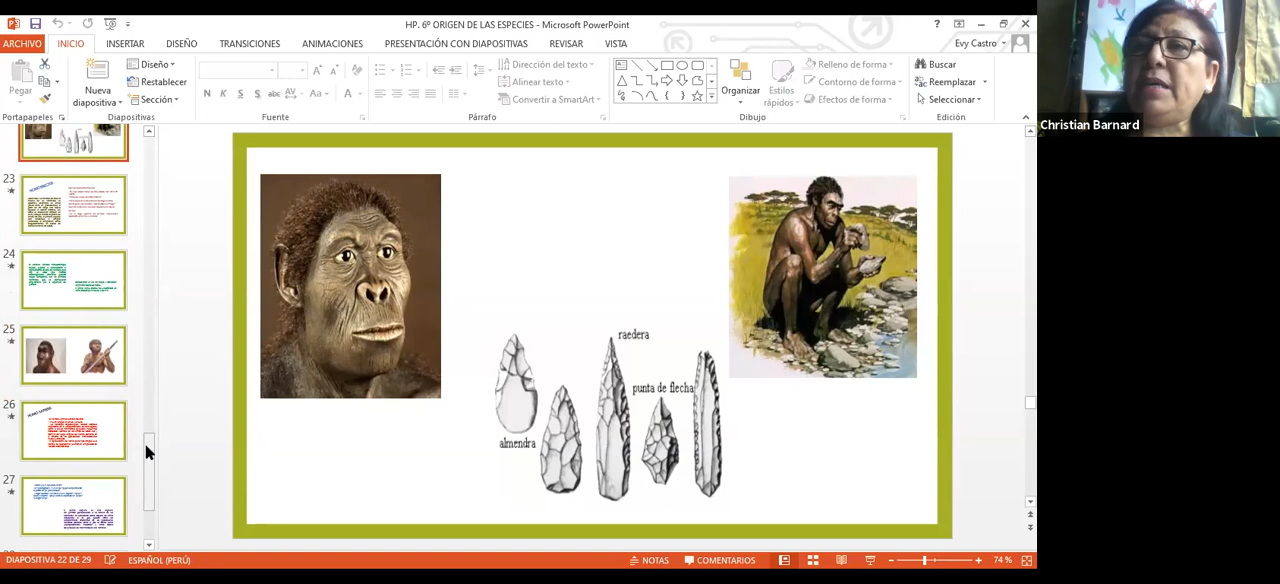 HP. 6º ORIGEN DE LAS ESPECIES - Microsoft PowerPoint
ARCHIVO INICIO INSERTAR DISEÑO TRANSICIONES ANIMACIONES PRESENTACIÓN CON DIAPOSITIVAS REVISAR VISTA
Evy Castro
Pegar
Nueva diapositiva
Diseño
Restablecer
Sección
N K S S abc AV Aa A
Dirección del texto
Alinear texto
Convertir a SmartArt
Organizar
Estilos rápidos
Relleno de forma
Contorno de forma
Efectos de forma
Buscar
Reemplazar
Seleccionar
Portapapeles Diapositivas Fuente Párrafo Dibujo Edición
Christian Barnard
23
24
25
26
27
raedera
punta de flecha
almendra
DIAPOSITIVA 22 DE 29 ESPAÑOL (PERÚ) NOTAS COMENTARIOS 74 %